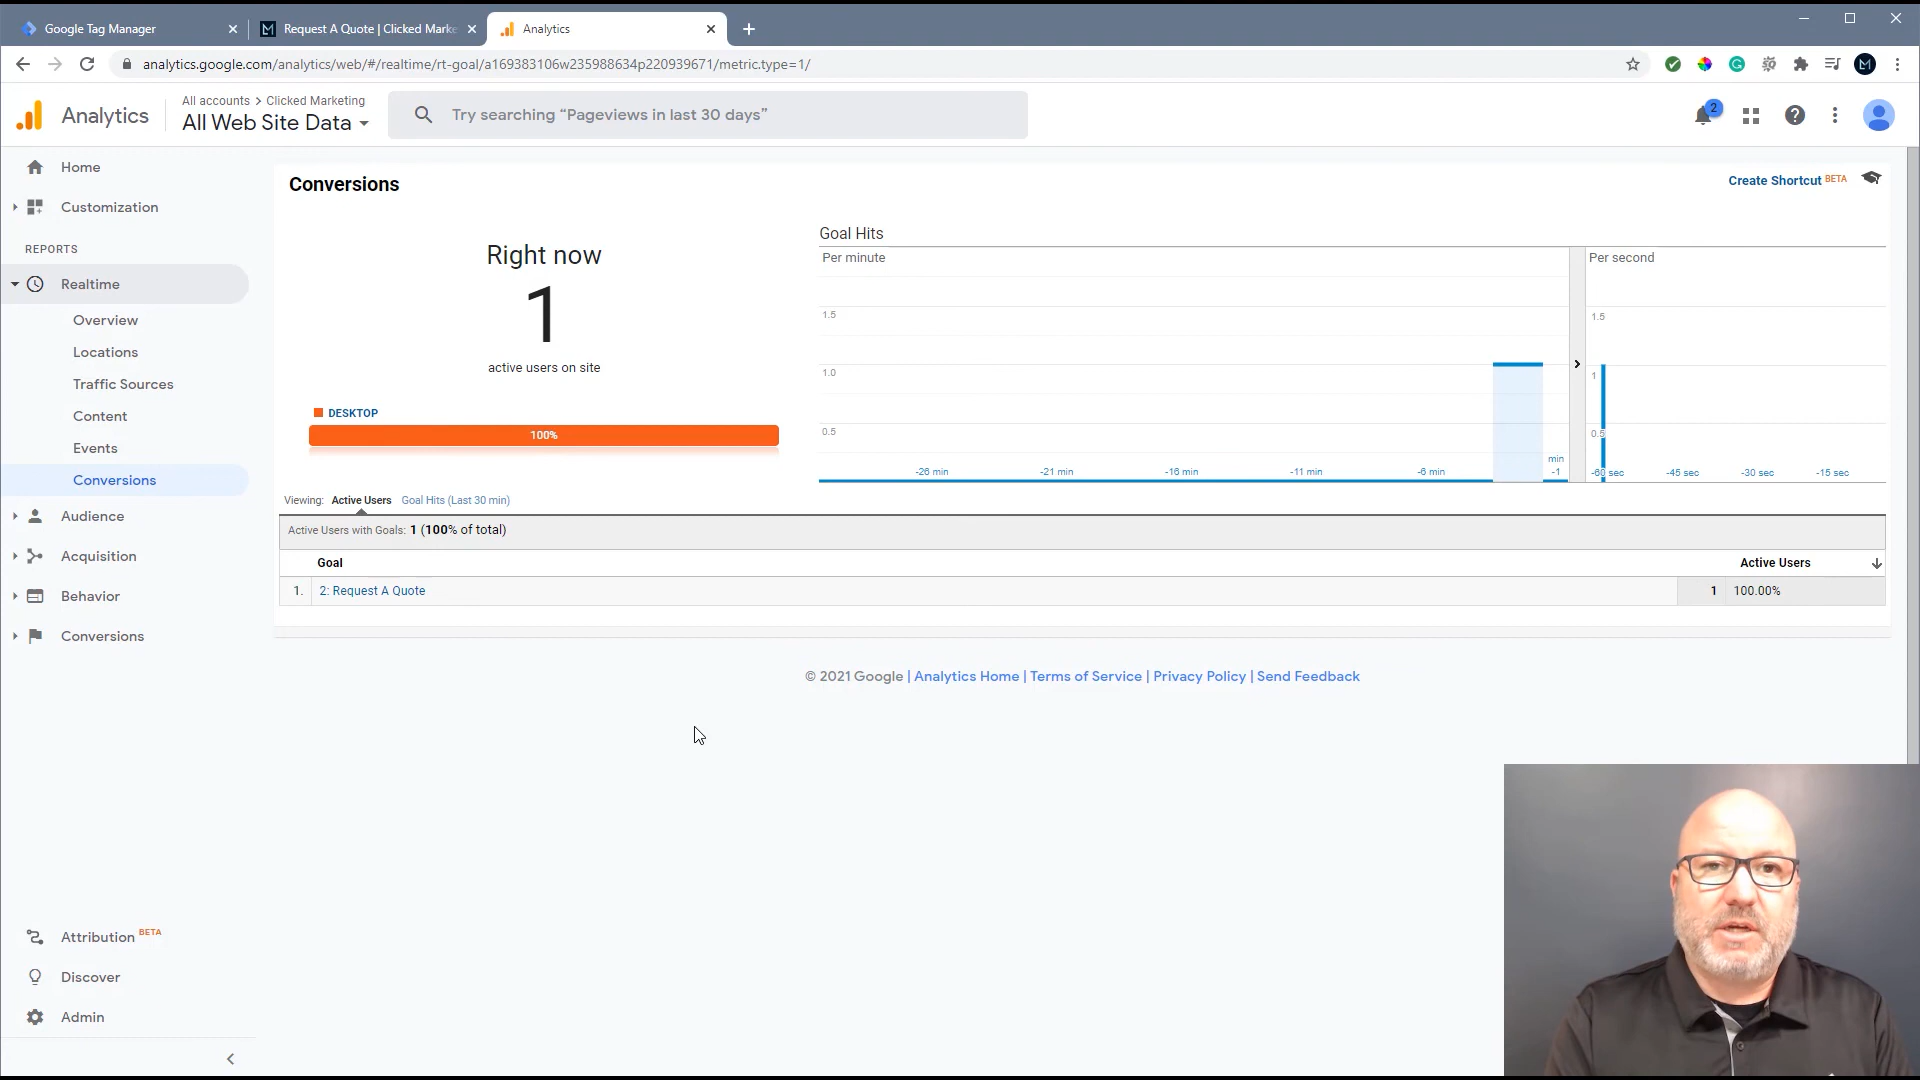 Google Tag Manager
Request A Quote | Clicked Marke
Analytics
analytics.google.com/analytics/web/#/realtime/rt-goal/a169383106w235988634p220939671/metric.type=1/
Analytics
All accounts > Clicked Marketing
All Web Site Data
Try searching “Pageviews in last 30 days”
2
Home
Customization
REPORTS
Realtime
Overview
Locations
Traffic Sources
Content
Events
Conversions
Audience
Acquisition
Behavior
Conversions
Attribution BETA
Discover
Admin
Conversions
Create Shortcut BETA
Right now
1
active users on site
DESKTOP
100%
Goal Hits
Per minute
1.5
1.0
0.5
-26 min
-21 min
-16 min
-11 min
-6 min
min
-1
Per second
1.5
1
0.5
-60 sec
-45 sec
-30 sec
-15 sec
Viewing: Active Users Goal Hits (Last 30 min)
Active Users with Goals: 1 (100% of total)
Goal Active Users
1. 2: Request A Quote 1 100.00%
© 2021 Google | Analytics Home | Terms of Service | Privacy Policy | Send Feedback